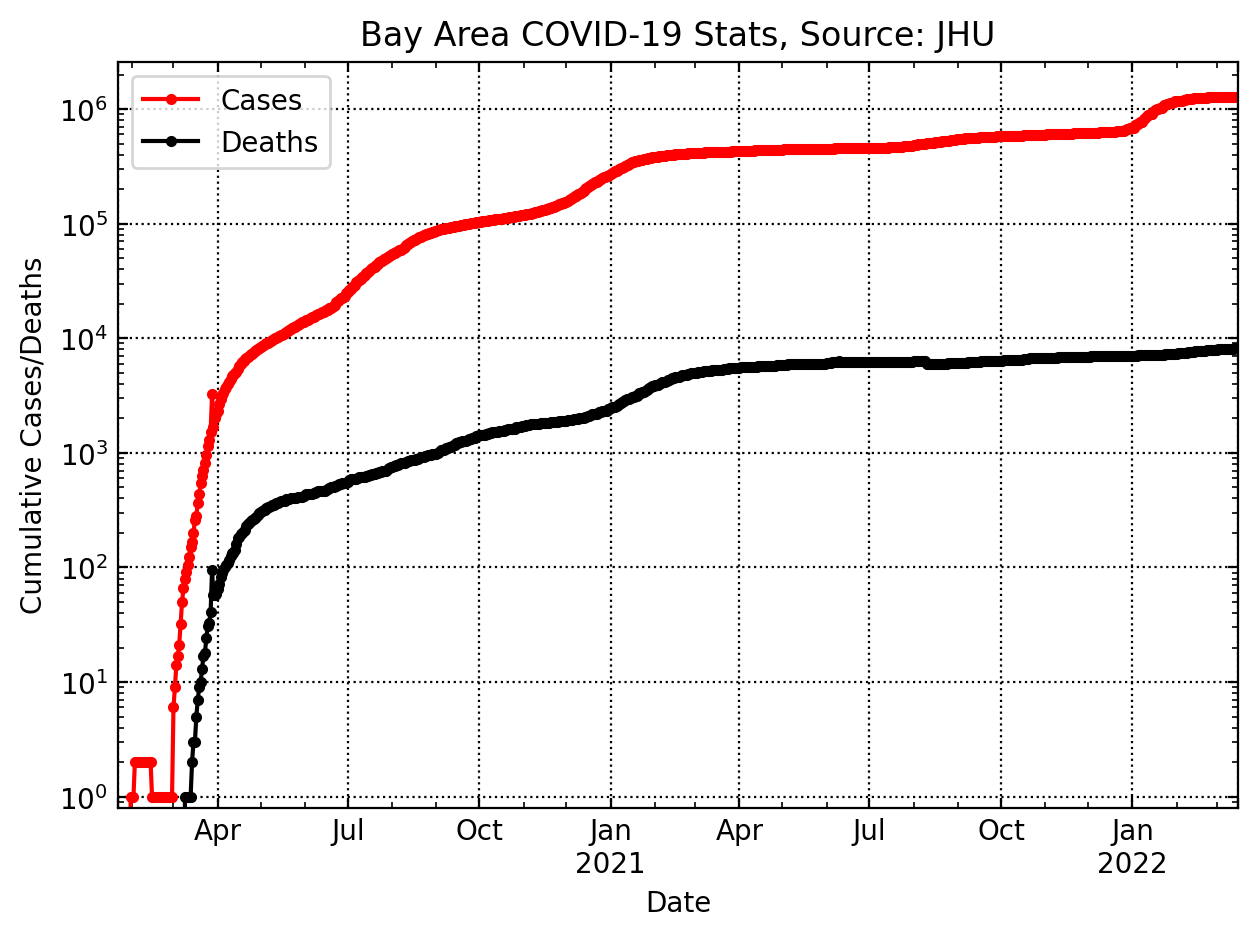 Bay Area COVID-19 Stats, Source: JHU
Cases
Deaths
Cumulative Cases/Deaths
10⁶
10⁵
10⁴
10³
10²
10¹
10⁰
Apr Jul Oct Jan Apr Jul Oct Jan
2021 2022
Date